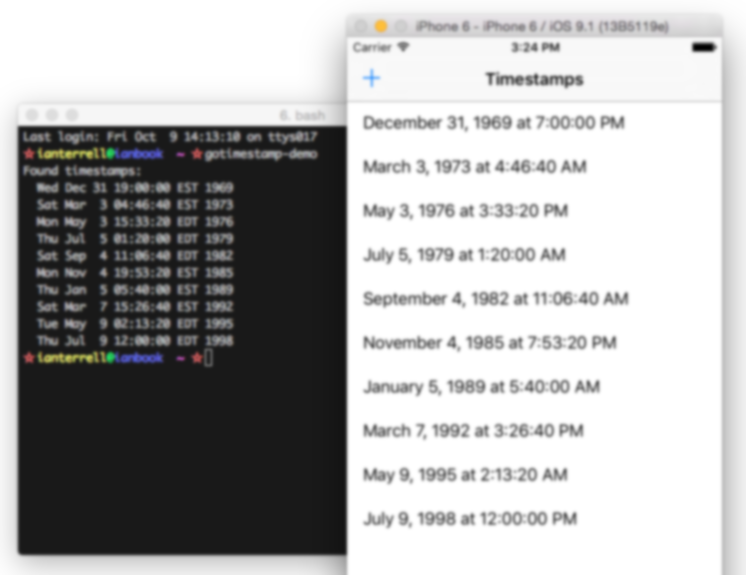 6. bash
Last login: Fri Oct  9 14:13:10 on ttys017
ianterrell@ianbook ~ gotimestamp-demo
Found timestamps:
Wed Dec 31 19:00:00 EST 1969
Sat Mar  3 04:46:40 EST 1973
Mon May  3 15:33:20 EDT 1976
Thu Jul  5 01:20:00 EDT 1979
Sat Sep  4 11:06:40 EDT 1982
Mon Nov  4 19:53:20 EST 1985
Thu Jan  5 05:40:00 EST 1989
Sat Mar  7 15:26:40 EST 1992
Tue May  9 02:13:20 EDT 1995
Thu Jul  9 12:00:00 EDT 1998
ianterrell@ianbook ~
iPhone 6 - iPhone 6 / iOS 9.1 (13B5119e)
Carrier 3:24 PM
+ Timestamps
December 31, 1969 at 7:00:00 PM
March 3, 1973 at 4:46:40 AM
May 3, 1976 at 3:33:20 PM
July 5, 1979 at 1:20:00 AM
September 4, 1982 at 11:06:40 AM
November 4, 1985 at 7:53:20 PM
January 5, 1989 at 5:40:00 AM
March 7, 1992 at 3:26:40 PM
May 9, 1995 at 2:13:20 AM
July 9, 1998 at 12:00:00 PM